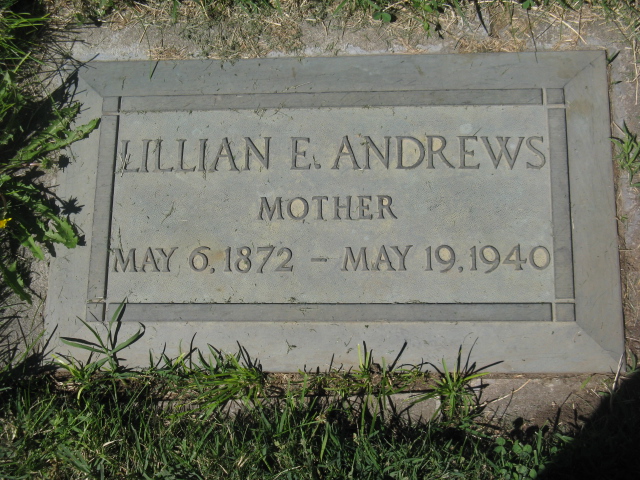 LILLIAN E. ANDREWS
MOTHER
MAY 6, 1872 – MAY 19, 1940